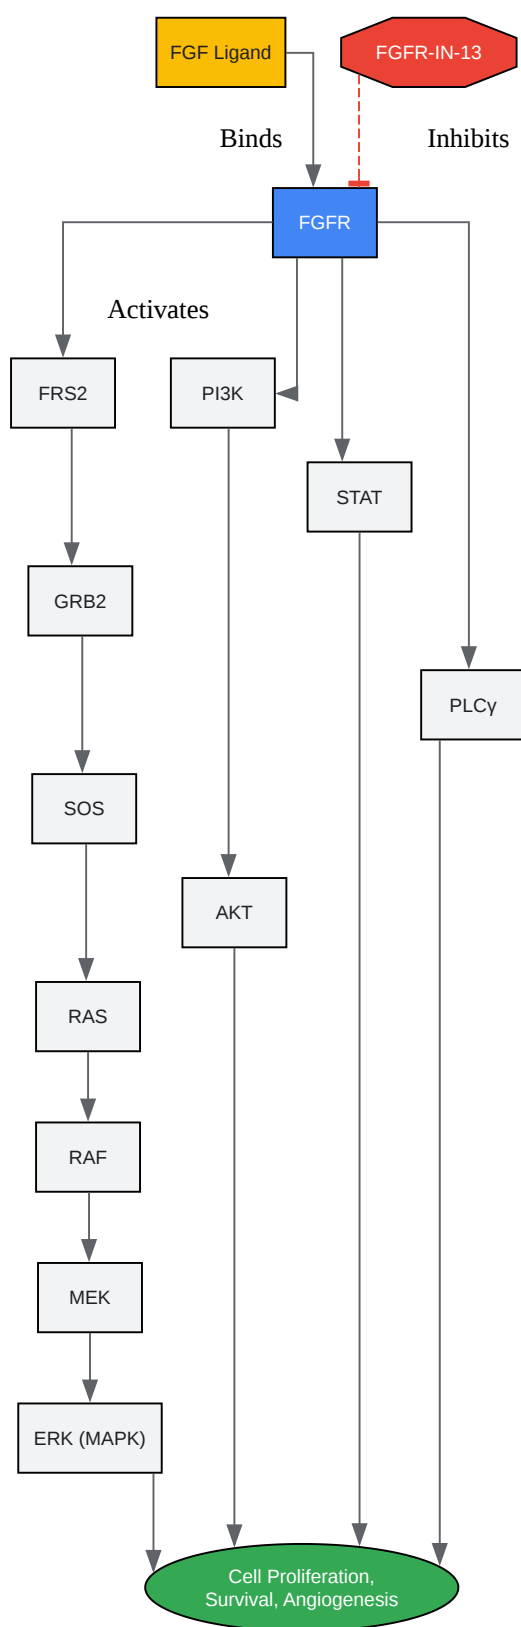 FGF Ligand
FGFR-IN-13
Binds
Inhibits
FGFR
Activates
FRS2
PI3K
STAT
GRB2
PLCγ
SOS
AKT
RAS
RAF
MEK
ERK (MAPK)
Cell Proliferation,
Survival, Angiogenesis